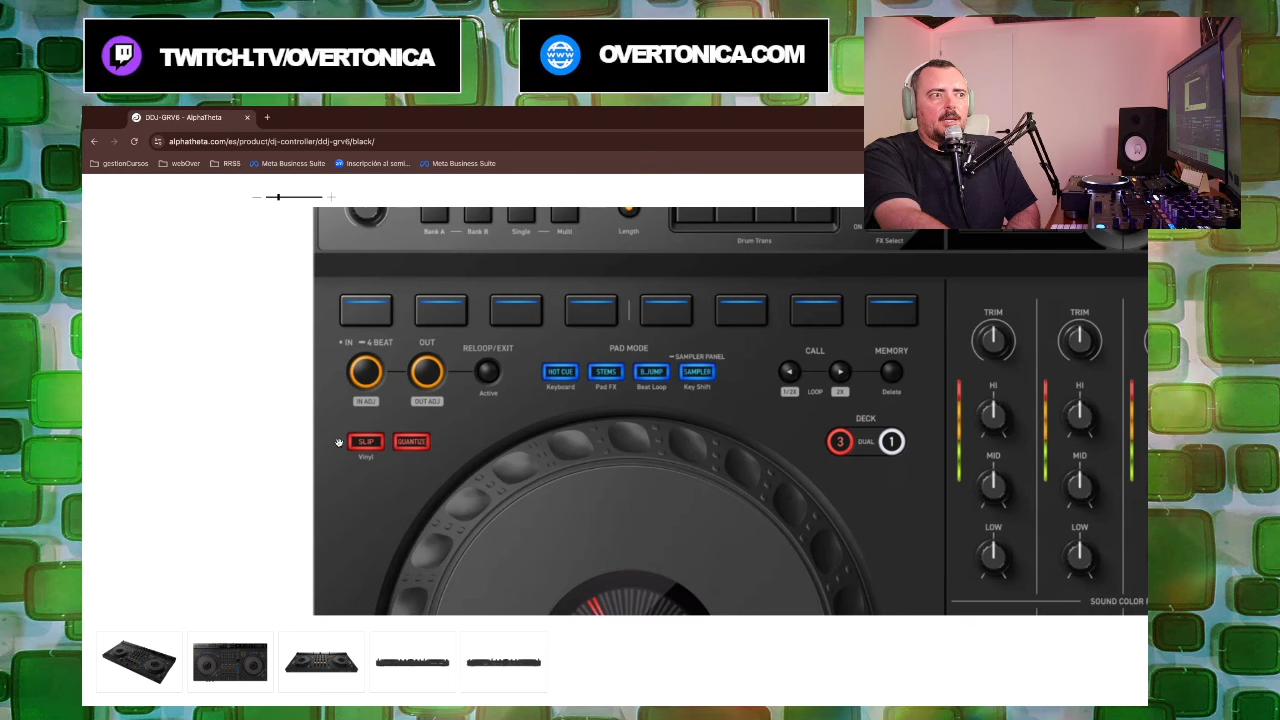 TWITCH.TV/OVERTONICA
WWW
OVERTONICA.COM
DDJ-GRV6 - AlphaTheta
alphatheta.com/es/product/dj-controller/ddj-grv6/black/
gestionCursos
webOver
RRSS
Meta Business Suite
Inscripción al semi...
Meta Business Suite
Bank A
Bank B
Single
Multi
Length
Drum Trans
ON
FX Select
IN
4 BEAT
OUT
RELOOP/EXIT
PAD MODE
SAMPLER PANEL
CALL
MEMORY
HOT CUE
STEMS
B.JUMP
SAMPLER
Keyboard
Pad FX
Beat Loop
Key Shift
Active
1/2X
LOOP
2X
Delete
IN ADJ
OUT ADJ
DECK
SLIP
QUANTIZE
3
DUAL
1
Vinyl
TRIM
TRIM
HI
HI
MID
MID
LOW
LOW
SOUND COLOR